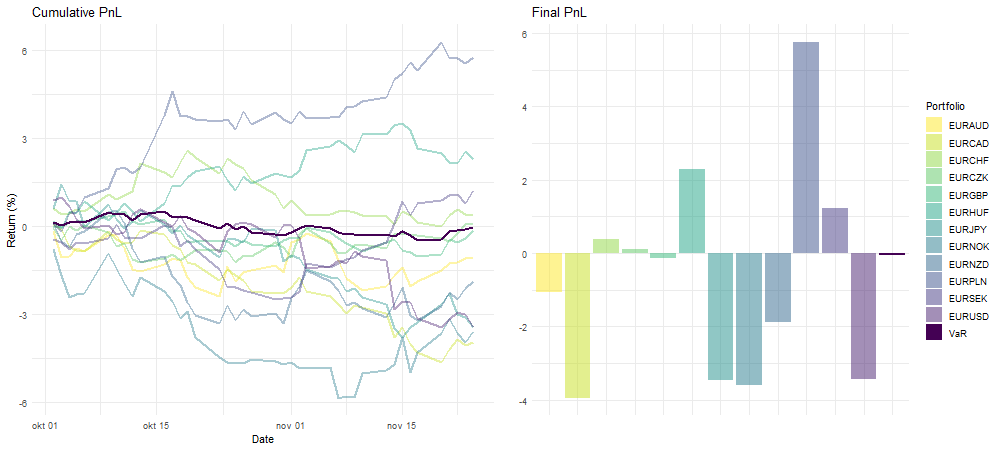 Cumulative PnL
6
3
0
-3
-6
Return (%)
okt 01
okt 15
nov 01
nov 15
Date
Final PnL
6
4
2
0
-2
-4
Portfolio
EURAUD
EURCAD
EURCHF
EURCZK
EURGBP
EURHUF
EURJPY
EURNOK
EURNZD
EURPLN
EURSEK
EURUSD
VaR